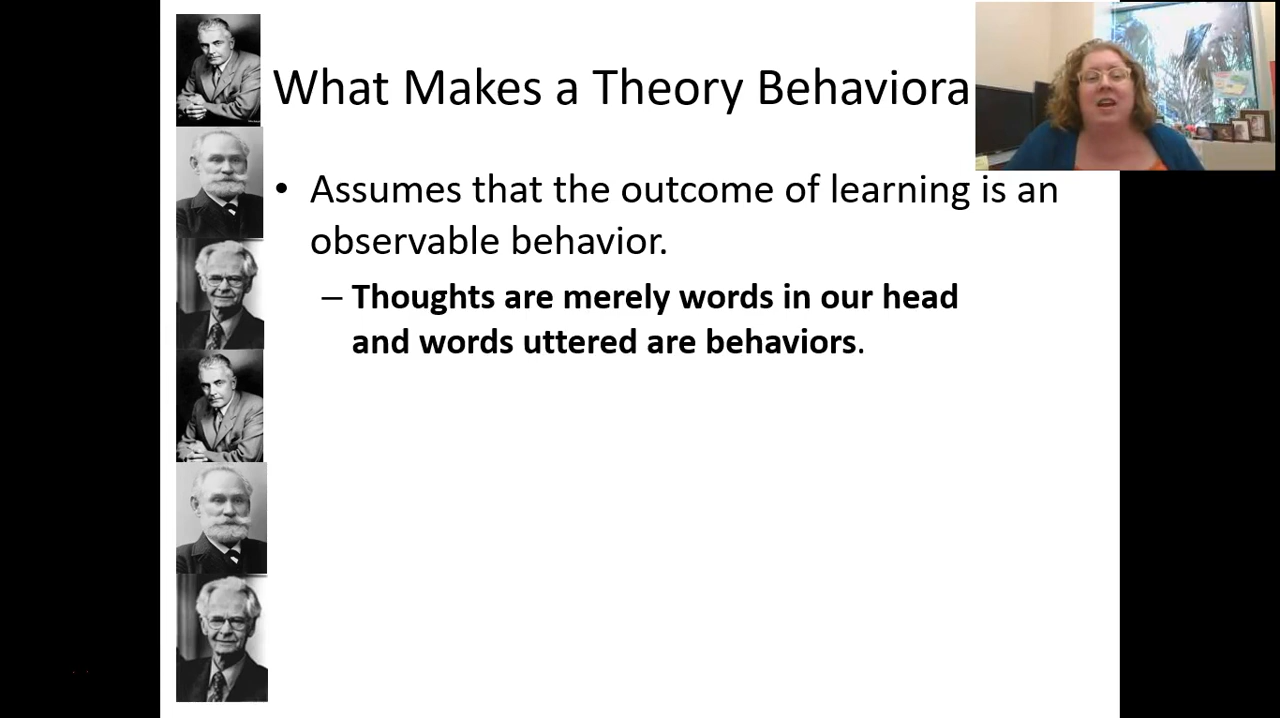 What Makes a Theory Behaviora
• Assumes that the outcome of learning is an
observable behavior.
– Thoughts are merely words in our head
and words uttered are behaviors.